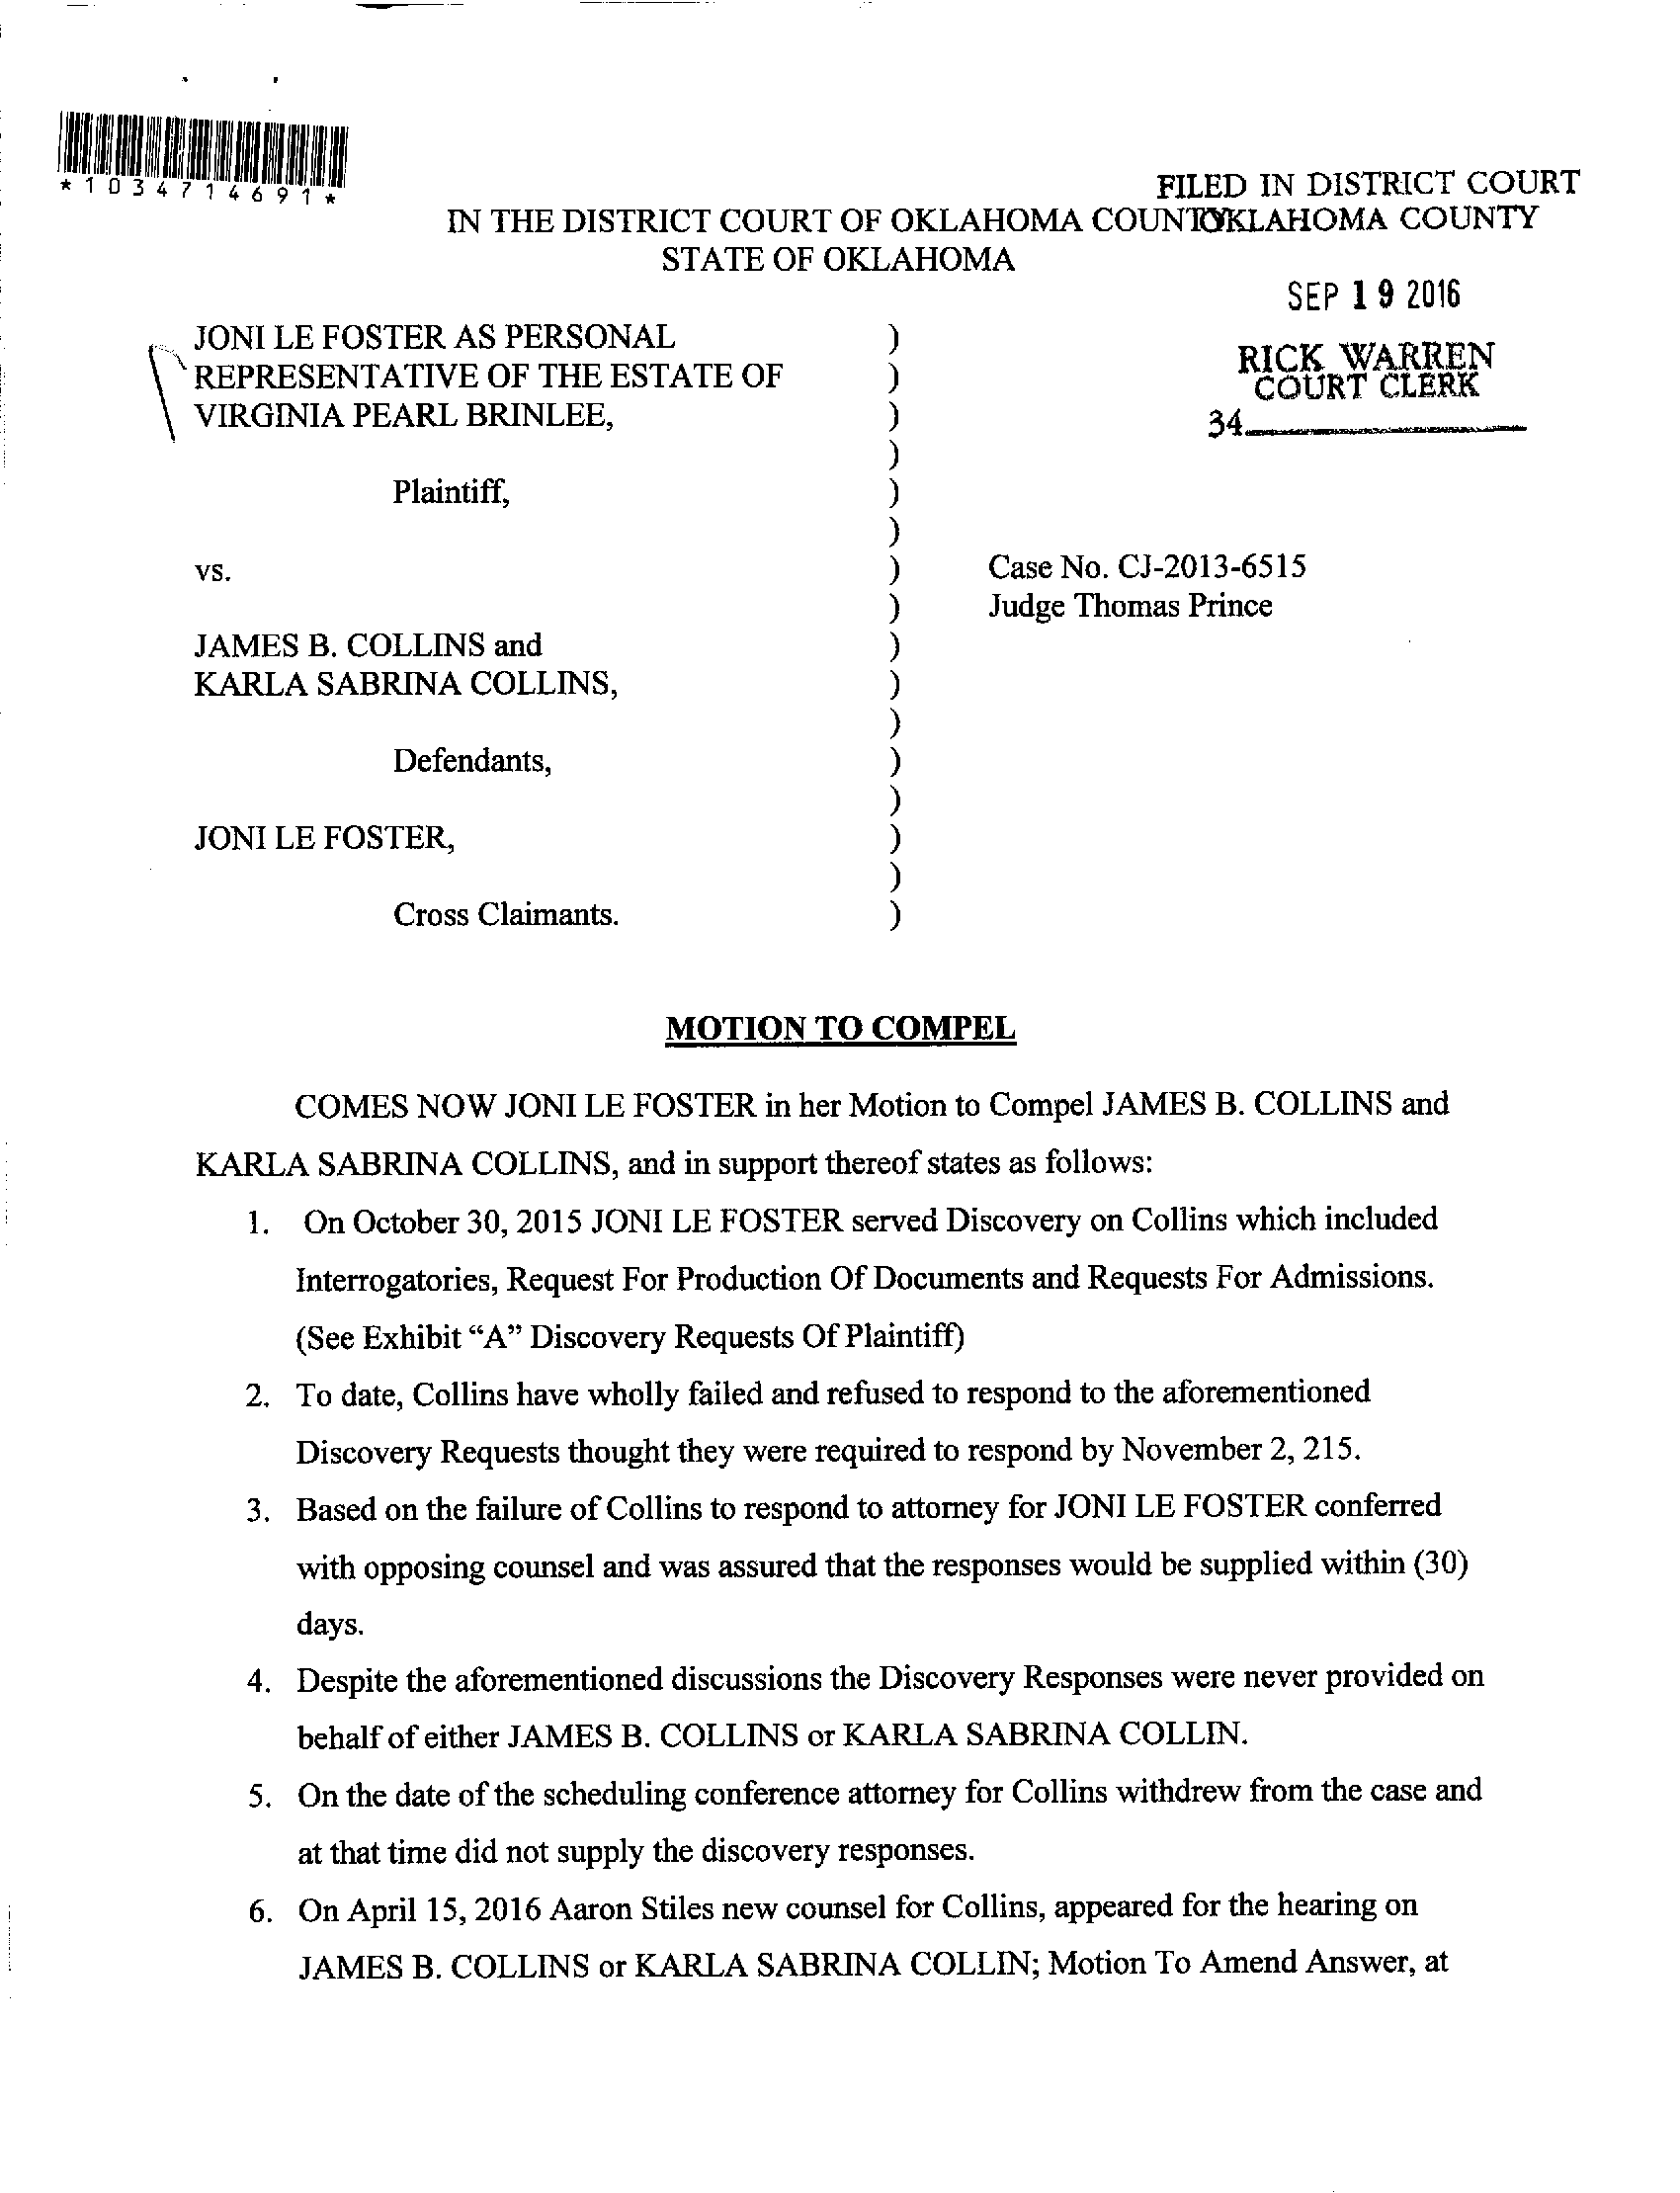 *1034714691*
FILED IN DISTRICT COURT
OKLAHOMA COUNTY
IN THE DISTRICT COURT OF OKLAHOMA COUNTY
STATE OF OKLAHOMA
SEP 19 2016
RICK WARREN
COURT CLERK
34
JONI LE FOSTER AS PERSONAL )
REPRESENTATIVE OF THE ESTATE OF )
VIRGINIA PEARL BRINLEE, )
)
Plaintiff, )
)
vs. ) Case No. CJ-2013-6515
) Judge Thomas Prince
JAMES B. COLLINS and )
KARLA SABRINA COLLINS, )
)
Defendants, )
)
JONI LE FOSTER, )
)
Cross Claimants. )
MOTION TO COMPEL
COMES NOW JONI LE FOSTER in her Motion to Compel JAMES B. COLLINS and
KARLA SABRINA COLLINS, and in support thereof states as follows:
1. On October 30, 2015 JONI LE FOSTER served Discovery on Collins which included
Interrogatories, Request For Production Of Documents and Requests For Admissions.
(See Exhibit “A” Discovery Requests Of Plaintiff)
2. To date, Collins have wholly failed and refused to respond to the aforementioned
Discovery Requests thought they were required to respond by November 2, 215.
3. Based on the failure of Collins to respond to attorney for JONI LE FOSTER conferred
with opposing counsel and was assured that the responses would be supplied within (30)
days.
4. Despite the aforementioned discussions the Discovery Responses were never provided on
behalf of either JAMES B. COLLINS or KARLA SABRINA COLLIN.
5. On the date of the scheduling conference attorney for Collins withdrew from the case and
at that time did not supply the discovery responses.
6. On April 15, 2016 Aaron Stiles new counsel for Collins, appeared for the hearing on
JAMES B. COLLINS or KARLA SABRINA COLLIN; Motion To Amend Answer, at